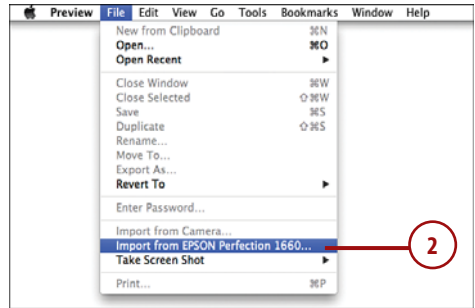 Preview File Edit View Go Tools Bookmarks Window Help
New from Clipboard ⌘N
Open... ⌘O
Open Recent ▶
Close Window ⌘W
Close Selected ⇧⌘W
Save ⌘S
Duplicate ⇧⌘S
Rename...
Move To...
Export As...
Revert To ▶
Enter Password...
Import from Camera...
Import from EPSON Perfection 1660... 2
Take Screen Shot ▶
Print... ⌘P